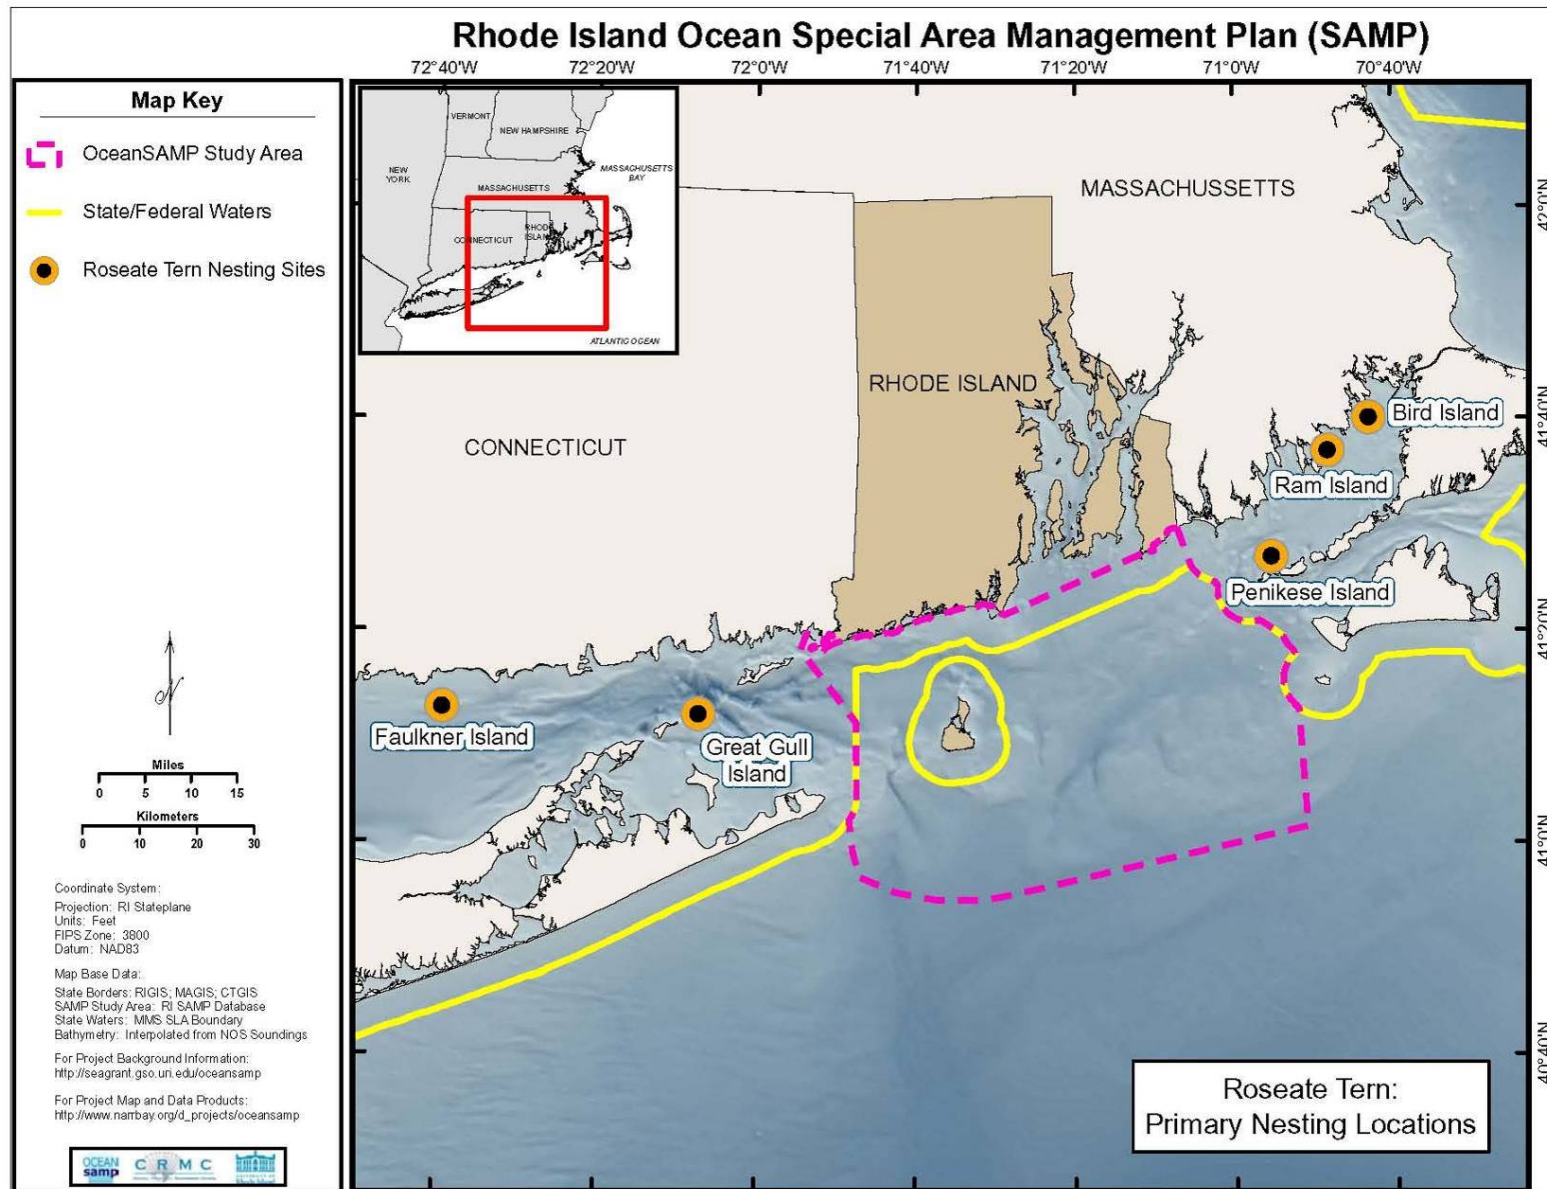 Rhode Island Ocean Special Area Management Plan (SAMP)
72°40'W 72°20'W 72°0'W 71°40'W 71°20'W 71°0'W 70°40'W
Map Key
OceanSAMP Study Area
State/Federal Waters
Roseate Tern Nesting Sites
Miles
0 5 10 15
Kilometers
0 10 20 30
Coordinate System:
Projection: RI Stateplane
Units: Feet
FIPS Zone: 3800
Datum: NAD83
Map Base Data:
State Borders: RIGIS; MAGIS; CTGIS
SAMP Study Area: RI SAMP Database
State Waters: MMS SLA Boundary
Bathymetry: Interpolated from NOS Soundings
For Project Background Information:
http://seagrant.gso.uri.edu/oceansamp
For Project Map and Data Products:
http://www.narrbay.org/d_projects/oceansamp
OCEAN
samp
CRMC
VERMONT
NEW HAMPSHIRE
NEW
YORK
MASSACHUSETTS
BAY
MASSACHUSETTS
CONNECTICUT
RHODE
ISLAND
ATLANTIC OCEAN
MASSACHUSSETTS
RHODE ISLAND
CONNECTICUT
Bird Island
Ram Island
Penikese Island
Faulkner Island
Great Gull
Island
42°0'N
41°40'N
41°20'N
41°0'N
40°40'N
N
Roseate Tern:
Primary Nesting Locations